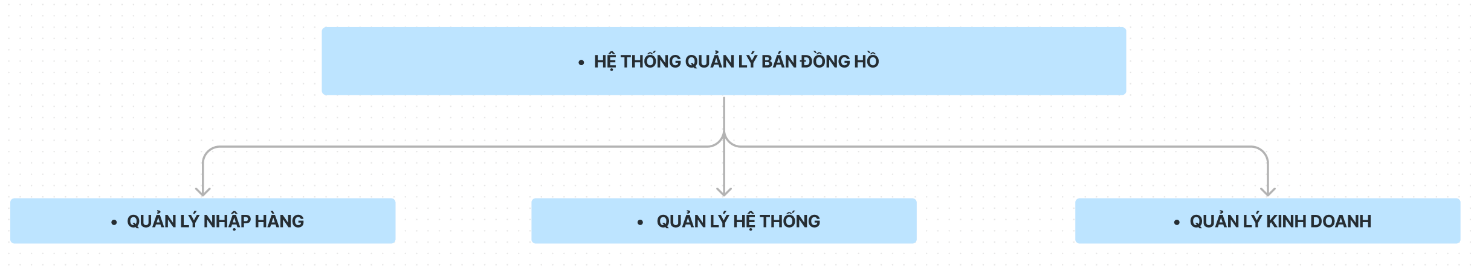 • HỆ THỐNG QUẢN LÝ BÁN ĐỒNG HỒ
• QUẢN LÝ NHẬP HÀNG
• QUẢN LÝ HỆ THỐNG
• QUẢN LÝ KINH DOANH